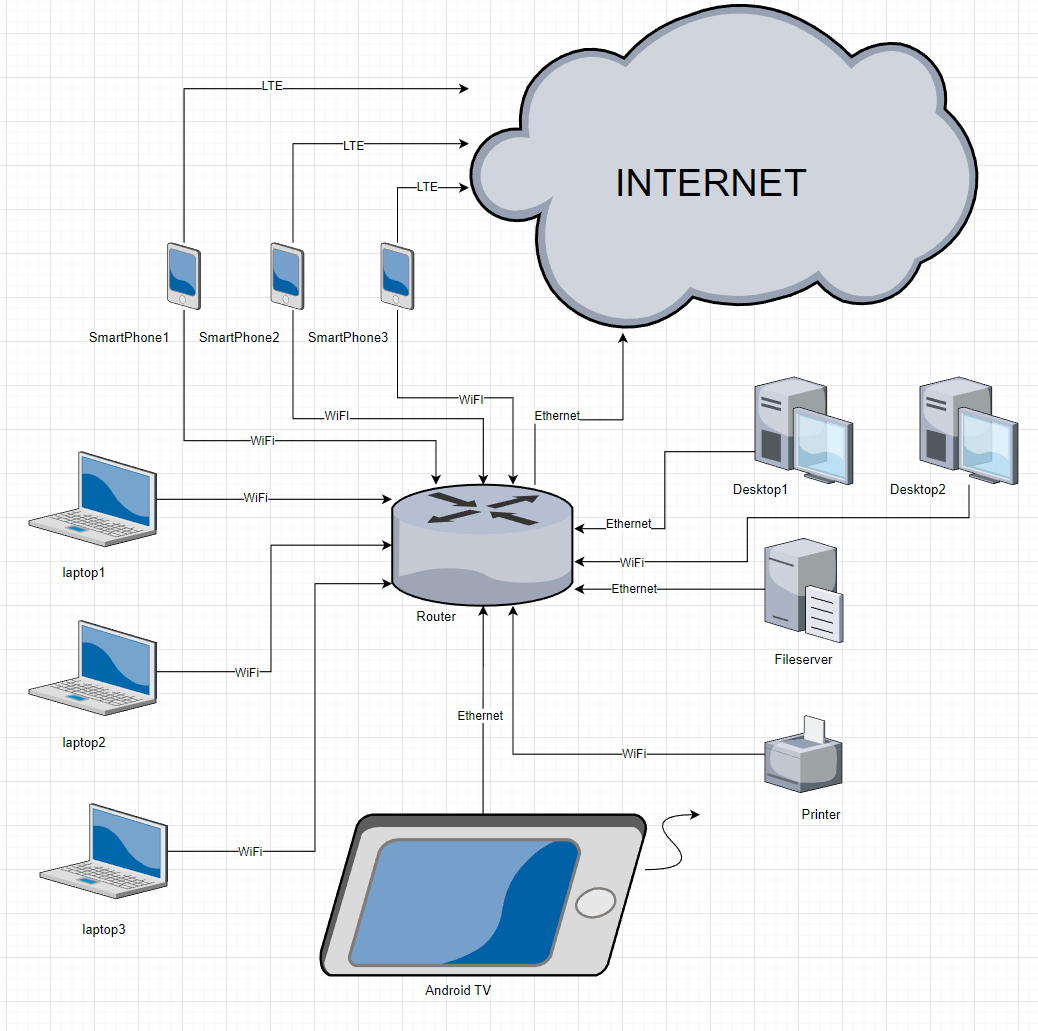 LTE
LTE
LTE
INTERNET
SmartPhone1
SmartPhone2
SmartPhone3
WiFI
WiFI
Ethernet
WiFi
WiFi
Desktop1
Desktop2
Ethernet
WiFi
laptop1
Ethernet
Router
Fileserver
WiFi
Ethernet
laptop2
WiFi
Printer
WiFi
laptop3
Android TV